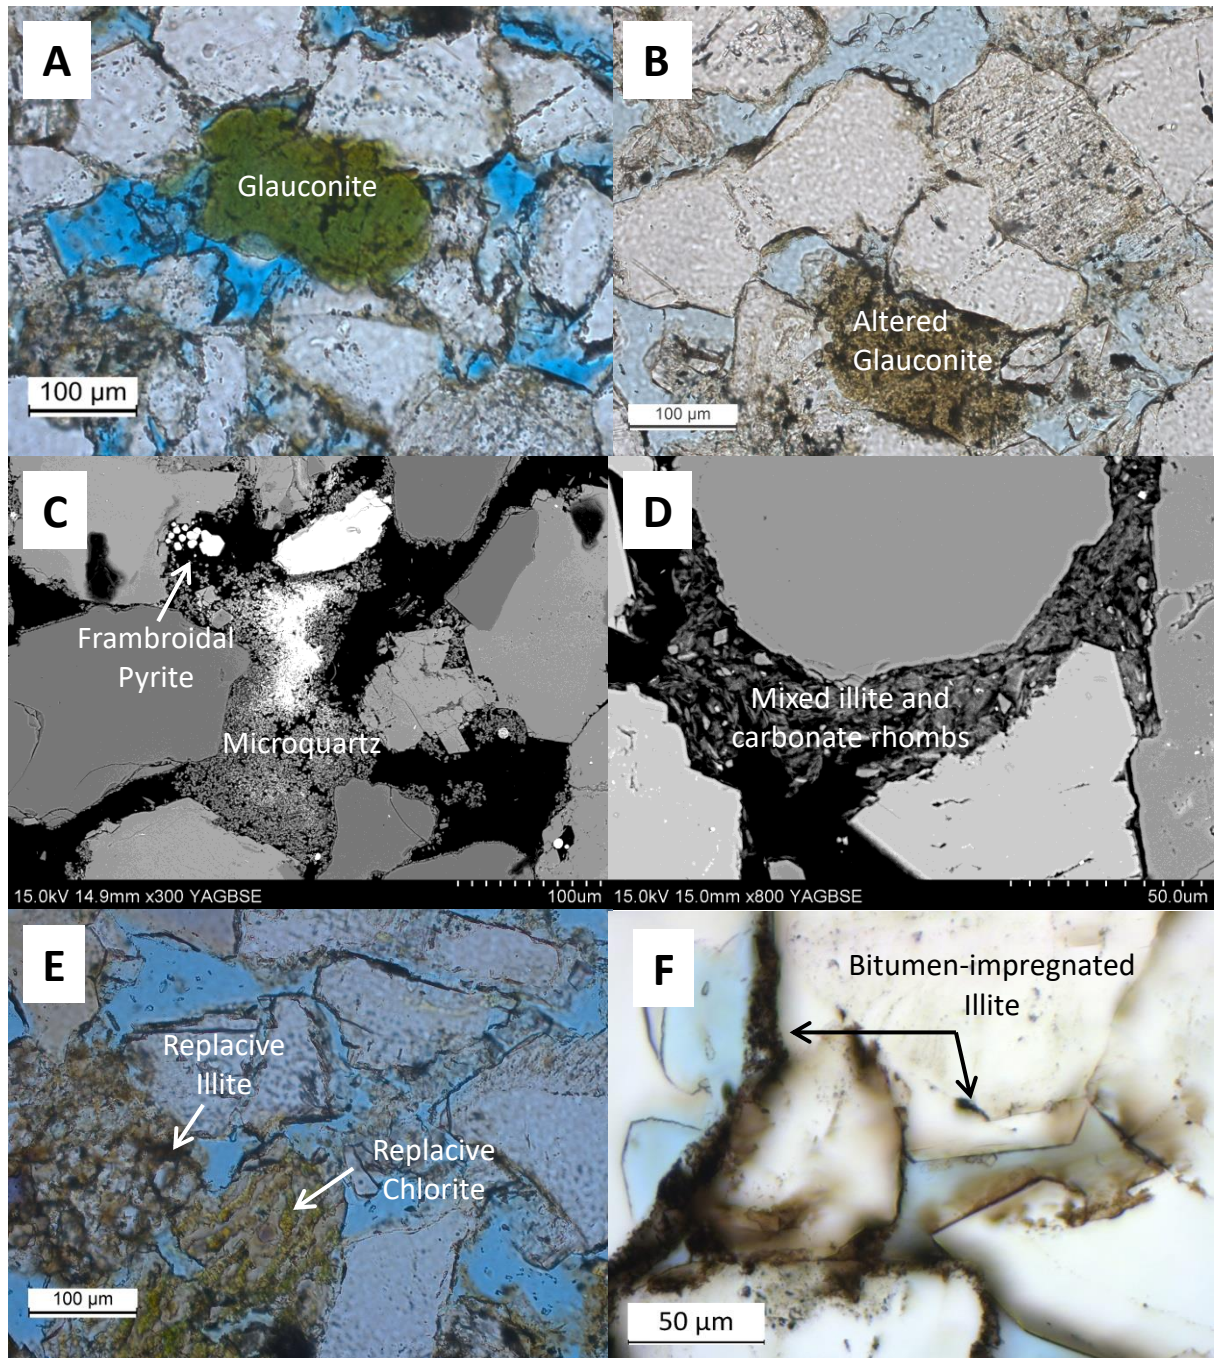 A
Glauconite
100 µm
B
Altered
Glauconite
100 µm
C
Frambroidal
Pyrite
Microquartz
15.0kV 14.9mm x300 YAGBSE
100um
D
Mixed illite and
carbonate rhombs
15.0kV 15.0mm x800 YAGBSE
50.0um
E
Replacive
Illite
Replacive
Chlorite
100 µm
F
Bitumen-impregnated
Illite
50 µm